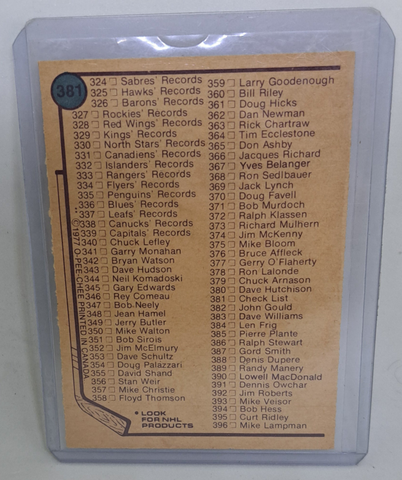 381
324 □ Sabres' Records
325 □ Hawks' Records
326 □ Barons' Records
327 □ Rockies' Records
328 □ Red Wings' Records
329 □ Kings' Records
330 □ North Stars' Records
331 □ Canadiens' Records
332 □ Islanders' Records
333 □ Rangers' Records
334 □ Flyers' Records
335 □ Penguins' Records
336 □ Blues' Records
337 □ Leafs' Records
338 □ Canucks' Records
339 □ Capitals' Records
340 □ Chuck Lefley
341 □ Garry Monahan
342 □ Bryan Watson
343 □ Dave Hudson
344 □ Neil Komadoski
345 □ Gary Edwards
346 □ Rey Comeau
347 □ Bob Neely
348 □ Jean Hamel
349 □ Jerry Butler
350 □ Mike Walton
351 □ Bob Sirois
352 □ Jim McElmury
353 □ Dave Schultz
354 □ Doug Palazzari
355 □ David Shand
356 □ Stan Weir
357 □ Mike Christie
358 □ Floyd Thomson
359 □ Larry Goodenough
360 □ Bill Riley
361 □ Doug Hicks
362 □ Dan Newman
363 □ Rick Chartraw
364 □ Tim Ecclestone
365 □ Don Ashby
366 □ Jacques Richard
367 □ Yves Belanger
368 □ Ron Sedlbauer
369 □ Jack Lynch
370 □ Doug Favell
371 □ Bob Murdoch
372 □ Ralph Klassen
373 □ Richard Mulhern
374 □ Jim McKenny
375 □ Mike Bloom
376 □ Bruce Affleck
377 □ Gerry O'Flaherty
378 □ Ron Lalonde
379 □ Chuck Arnason
380 □ Dave Hutchison
381 □ Check List
382 □ John Gould
383 □ Dave Williams
384 □ Len Frig
385 □ Pierre Plante
386 □ Ralph Stewart
387 □ Gord Smith
388 □ Denis Dupere
389 □ Randy Manery
390 □ Lowell MacDonald
391 □ Dennis Owchar
392 □ Jim Roberts
393 □ Mike Veisor
394 □ Bob Hess
395 □ Curt Ridley
396 □ Mike Lampman
© 1977 O-PEE-CHEE PRINTED IN CANADA
• LOOK
FOR NHL
PRODUCTS